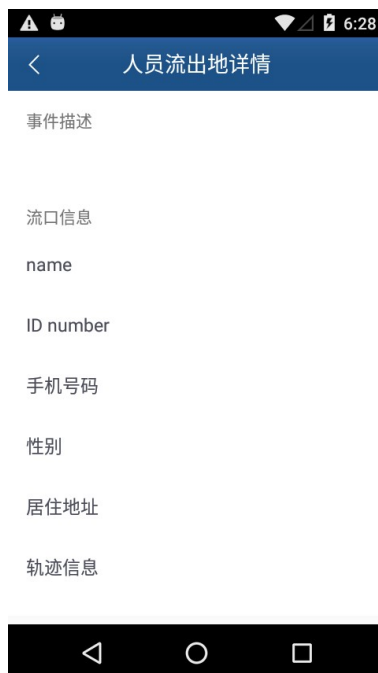 6:28
人员流出地详情
事件描述
流口信息
name
ID number
手机号码
性别
居住地址
轨迹信息